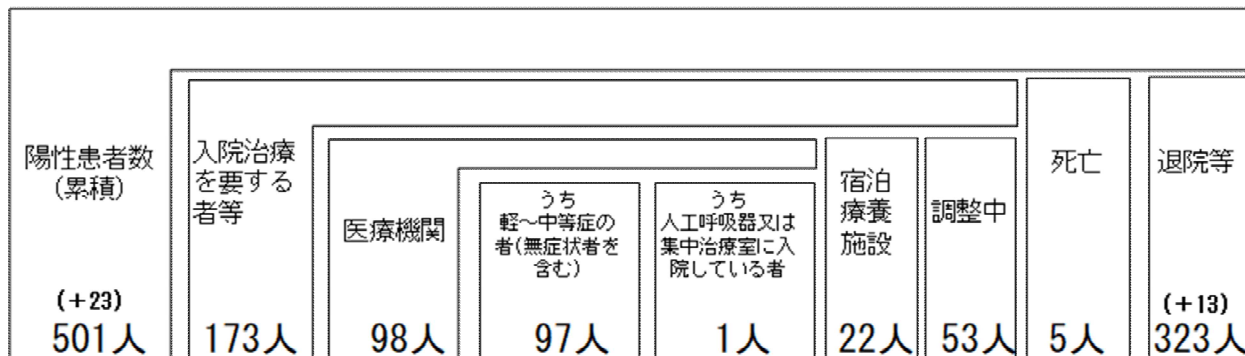 陽性患者数
(累積)
(+23)
501人
入院治療
を要する
者等
173人
医療機関
98人
うち
軽~中等症の
者(無症状者を
含む)
97人
うち
人工呼吸器又は
集中治療室に入
院している者
1人
宿泊
療養
施設
22人
調整中
53人
死亡
5人
退院等
(+13)
323人